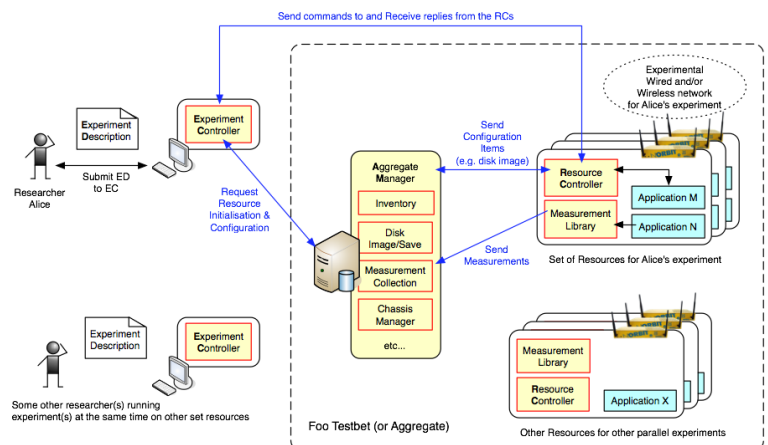 Send commands to and Receive replies from the RCs
Experimental
Wired and/or
Wireless network
for Alice's experiment
Experiment
Description
Experiment
Controller
Send
Configuration
Items
(e.g. disk image)
Aggregate
Manager
Resource
Controller
Application M
Researcher
Alice
Submit ED
to EC
Request
Resource
Initialisation &
Configuration
Inventory
Measurement
Library
Application N
Disk
Image/Save
Send
Measurements
Set of Resources for Alice's experiment
Measurement
Collection
Chassis
Manager
etc...
Experiment
Description
Experiment
Controller
ORBIT
Measurement
Library
Resource
Controller
Application X
Some other researcher(s) running
experiment(s) at the same time on other set resources
Foo Testbet (or Aggregate)
Other Resources for other parallel experiments